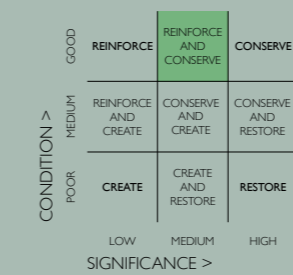 CONDITION >
GOOD
REINFORCE
REINFORCE
AND
CONSERVE
CONSERVE
MEDIUM
REINFORCE
AND
CREATE
CONSERVE
AND
CREATE
CONSERVE
AND
RESTORE
POOR
CREATE
CREATE
AND
RESTORE
RESTORE
LOW
MEDIUM
HIGH
SIGNIFICANCE >